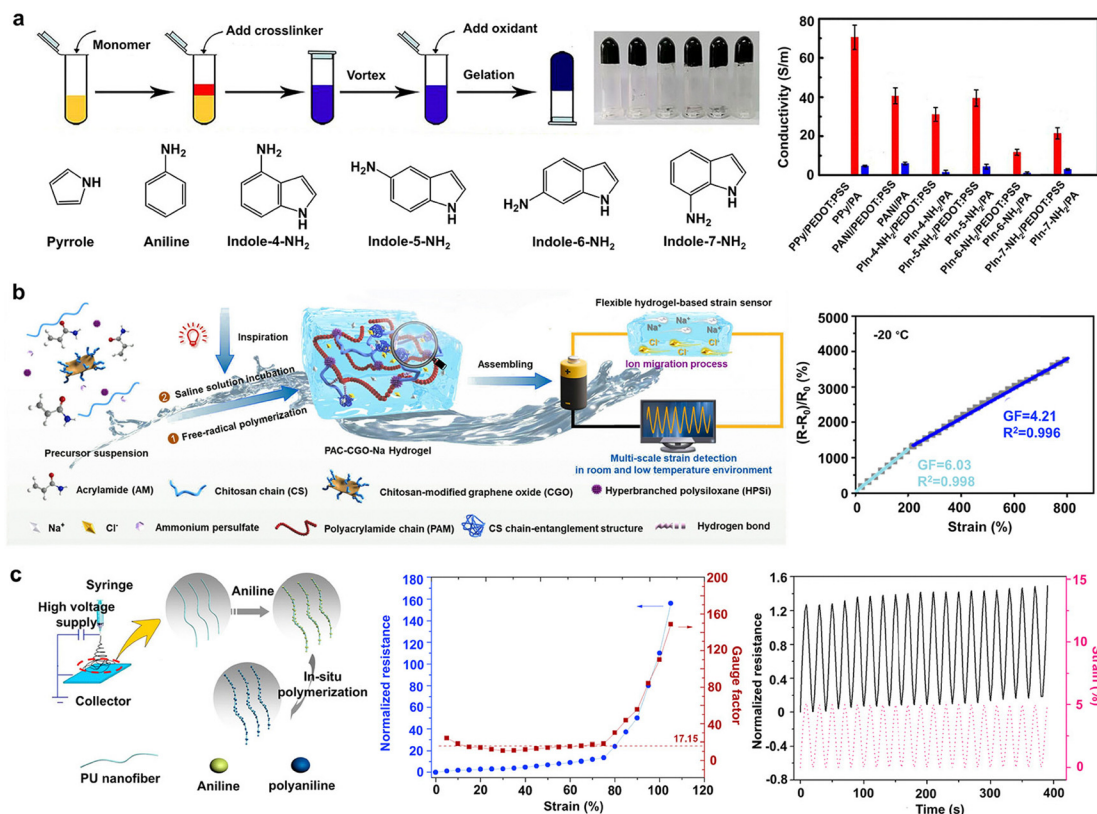 a
Monomer
Add crosslinker
Vortex
Add oxidant
Gelation
NH
Pyrrole
NH₂
Aniline
NH₂
N
H
Indole-4-NH₂
H₂N
N
H
Indole-5-NH₂
H₂N
N
H
Indole-6-NH₂
NH₂
N
H
Indole-7-NH₂
Conductivity (S/m)
80
60
40
20
0
PPy/PEDOT:PSS
PPy/PA
PANI/PEDOT:PSS
PANI/PA
PIn-4-NH₂/PEDOT:PSS
PIn-4-NH₂/PA
PIn-5-NH₂/PEDOT:PSS
PIn-5-NH₂/PA
PIn-6-NH₂/PEDOT:PSS
PIn-6-NH₂/PA
PIn-7-NH₂/PEDOT:PSS
PIn-7-NH₂/PA
b
Inspiration
2 Saline solution Incubation
1 Free-radical polymerization
Precursor suspension
PAC-CGO-Na Hydrogel
Assembling
Flexible hydrogel-based strain sensor
Na⁺
Na⁺
Na⁺
Cl⁻
Cl⁻
Cl⁻
Ion migration process
Multi-scale strain detection
in room and low temperature environment
Acrylamide (AM)
Chitosan chain (CS)
Chitosan-modified graphene oxide (CGO)
Hyperbranched polysiloxane (HPSi)
Na⁺
Cl⁻
Ammonium persulfate
Polyacrylamide chain (PAM)
CS chain-entanglement structure
Hydrogen bond
(R-R₀)/R₀ (%)
5000
4000
3000
2000
1000
0
-20 °C
GF=4.21
R²=0.996
GF=6.03
R²=0.998
0 200 400 600 800
Strain (%)
c
Syringe
High voltage
supply
Collector
Aniline
In-situ
polymerization
PU nanofiber
Aniline
polyaniline
Normalized resistance
180
160
140
120
100
80
60
40
20
0
200
160
120
80
40
0
Gauge factor
17.15
0 20 40 60 80 100 120
Strain (%)
Normalized resistance
1.6
1.2
0.8
0.4
0.0
-0.4
-0.8
15
10
5
0
Strain (%)
0 100 200 300 400
Time (s)